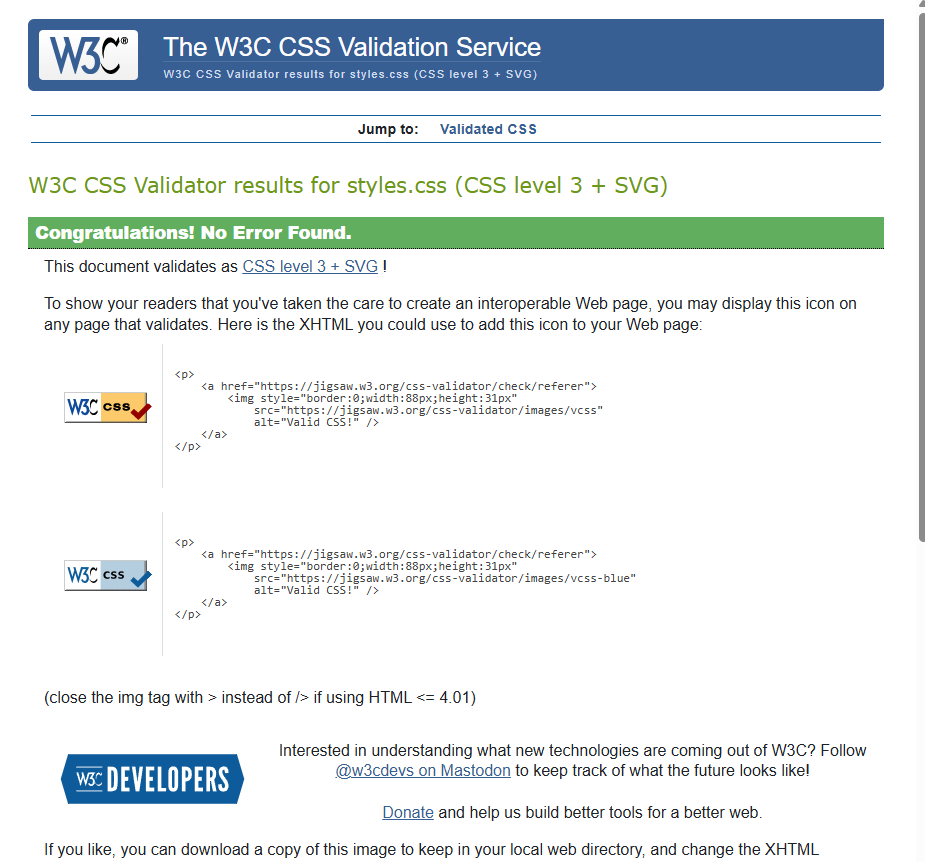 W3C®
The W3C CSS Validation Service
W3C CSS Validator results for styles.css (CSS level 3 + SVG)
Jump to: Validated CSS
W3C CSS Validator results for styles.css (CSS level 3 + SVG)
Congratulations! No Error Found.
This document validates as CSS level 3 + SVG !
To show your readers that you've taken the care to create an interoperable Web page, you may display this icon on
any page that validates. Here is the XHTML you could use to add this icon to your Web page:
W3C css
<p>
    <a href="https://jigsaw.w3.org/css-validator/check/referer">
        <img style="border:0;width:88px;height:31px"
            src="https://jigsaw.w3.org/css-validator/images/vcss"
            alt="Valid CSS!" />
    </a>
</p>
W3C css
<p>
    <a href="https://jigsaw.w3.org/css-validator/check/referer">
        <img style="border:0;width:88px;height:31px"
            src="https://jigsaw.w3.org/css-validator/images/vcss-blue"
            alt="Valid CSS!" />
    </a>
</p>
(close the img tag with > instead of /> if using HTML <= 4.01)
W3C DEVELOPERS
Interested in understanding what new technologies are coming out of W3C? Follow
@w3cdevs on Mastodon to keep track of what the future looks like!
Donate and help us build better tools for a better web.
If you like, you can download a copy of this image to keep in your local web directory, and change the XHTML